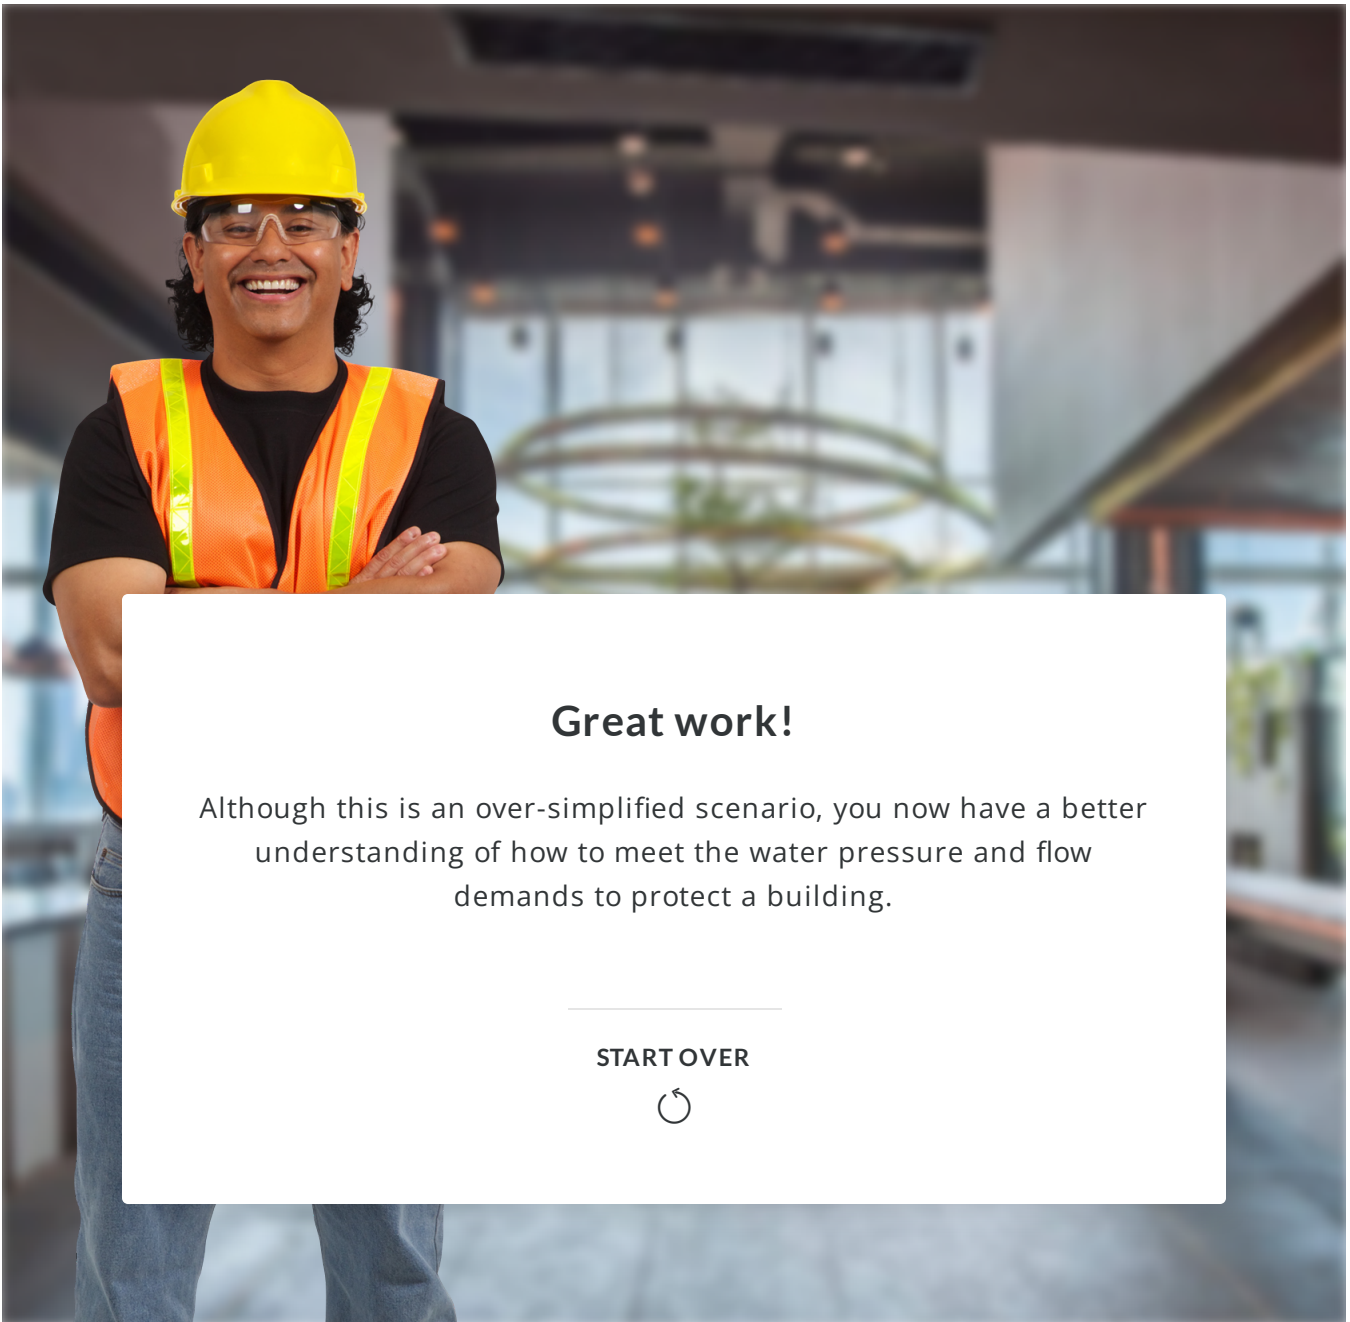 Great work!
Although this is an over-simplified scenario, you now have a better
understanding of how to meet the water pressure and flow
demands to protect a building.
START OVER